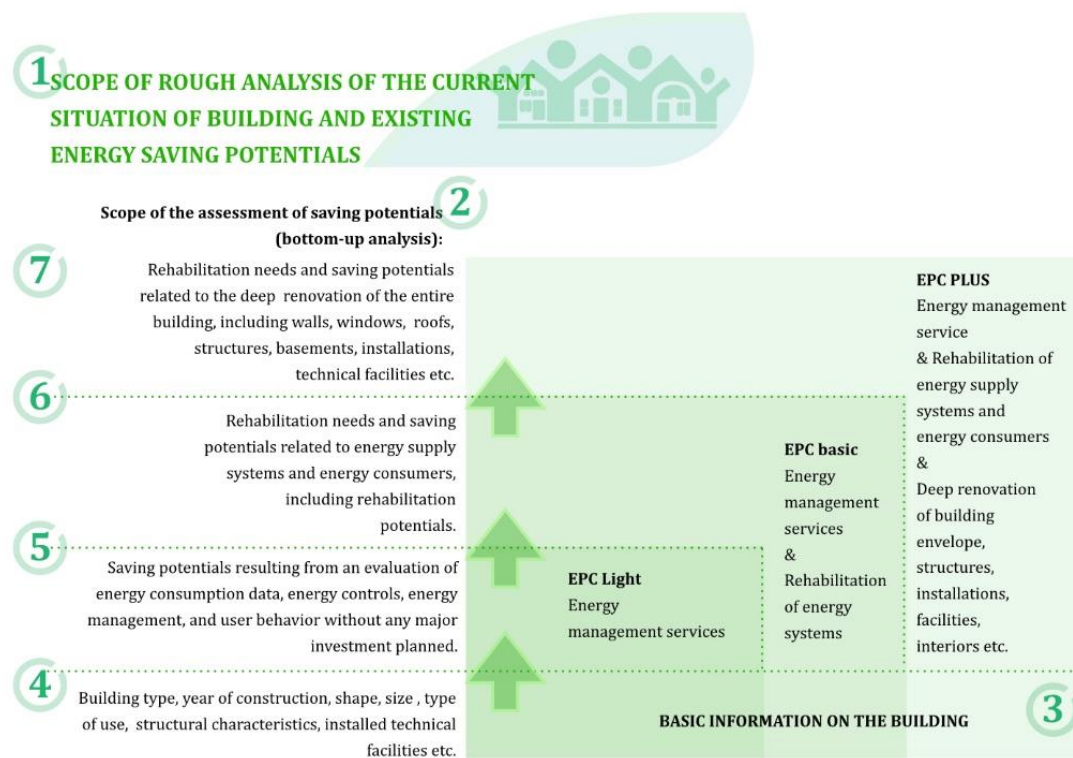 1
SCOPE OF ROUGH ANALYSIS OF THE CURRENT
SITUATION OF BUILDING AND EXISTING
ENERGY SAVING POTENTIALS
2
Scope of the assessment of saving potentials
(bottom-up analysis):
7
Rehabilitation needs and saving potentials
related to the deep renovation of the entire
building, including walls, windows, roofs,
structures, basements, installations,
technical facilities etc.
6
Rehabilitation needs and saving
potentials related to energy supply
systems and energy consumers,
including rehabilitation
potentials.
5
Saving potentials resulting from an evaluation of
energy consumption data, energy controls, energy
management, and user behavior without any major
investment planned.
4
Building type, year of construction, shape, size , type
of use, structural characteristics, installed technical
facilities etc.
EPC Light
Energy
management services
EPC basic
Energy
management
services
&
Rehabilitation
of energy
systems
EPC PLUS
Energy management
service
& Rehabilitation of
energy supply
systems and
energy consumers
&
Deep renovation
of building
envelope,
structures,
installations,
facilities,
interiors etc.
BASIC INFORMATION ON THE BUILDING
3